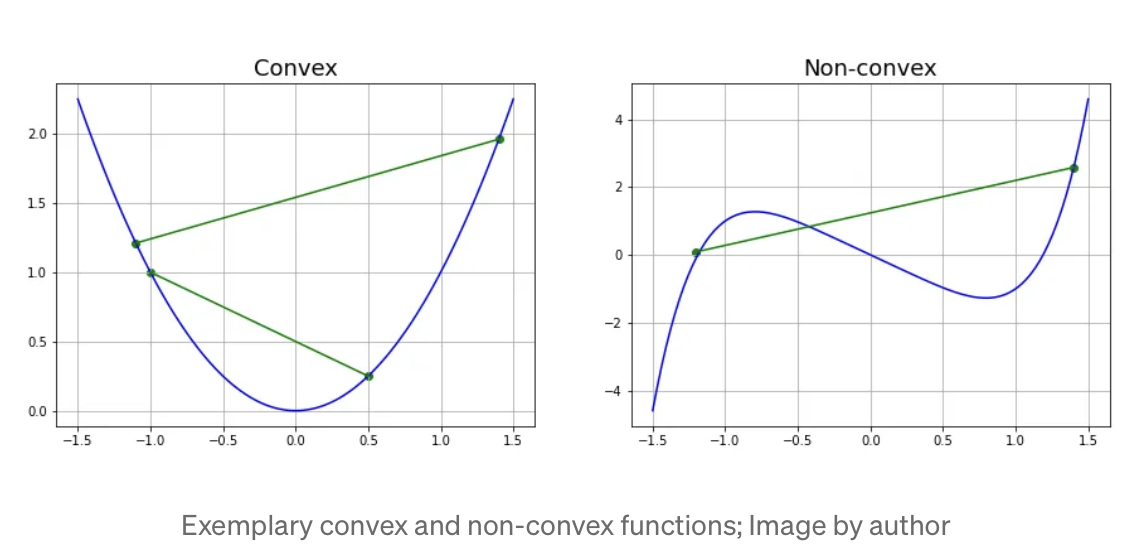 Convex
2.0
1.5
1.0
0.5
0.0
−1.5 −1.0 −0.5 0.0 0.5 1.0 1.5
Non-convex
4
2
0
−2
−4
−1.5 −1.0 −0.5 0.0 0.5 1.0 1.5
Exemplary convex and non-convex functions; Image by author